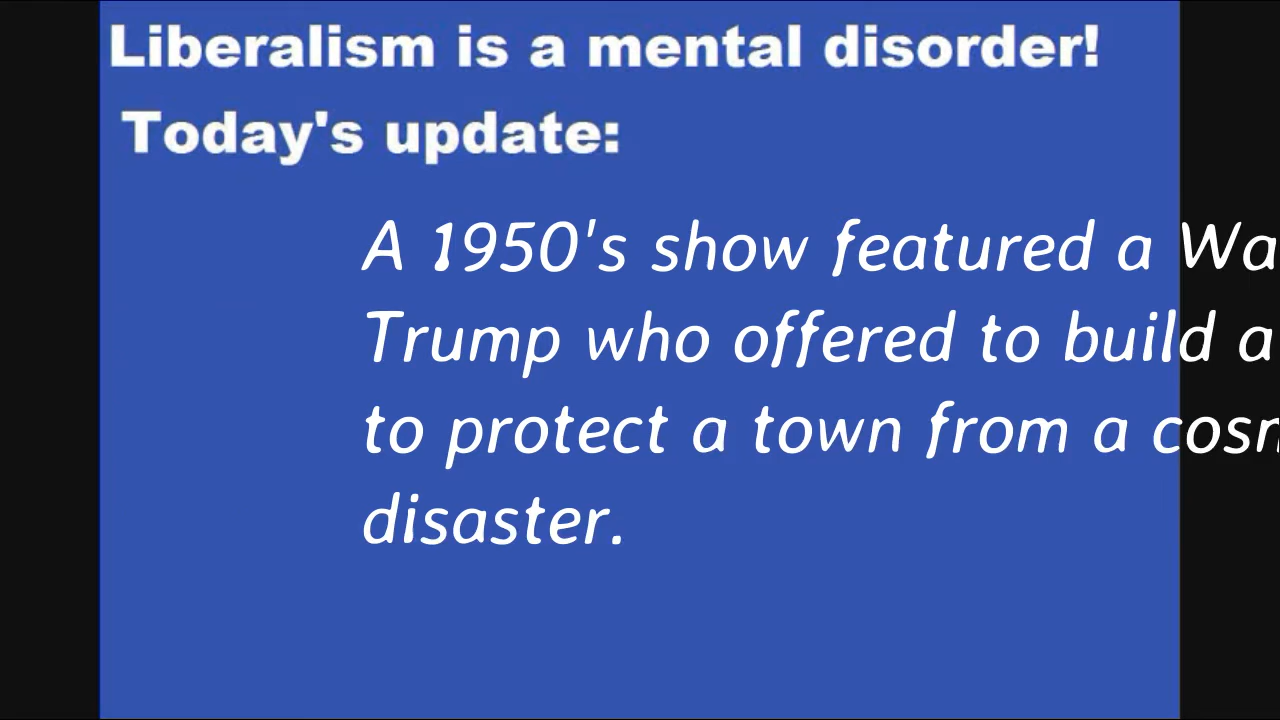 Liberalism is a mental disorder!
Today's update:
A 1950's show featured a
Trump who offered to build a
to protect a town from a
disaster.